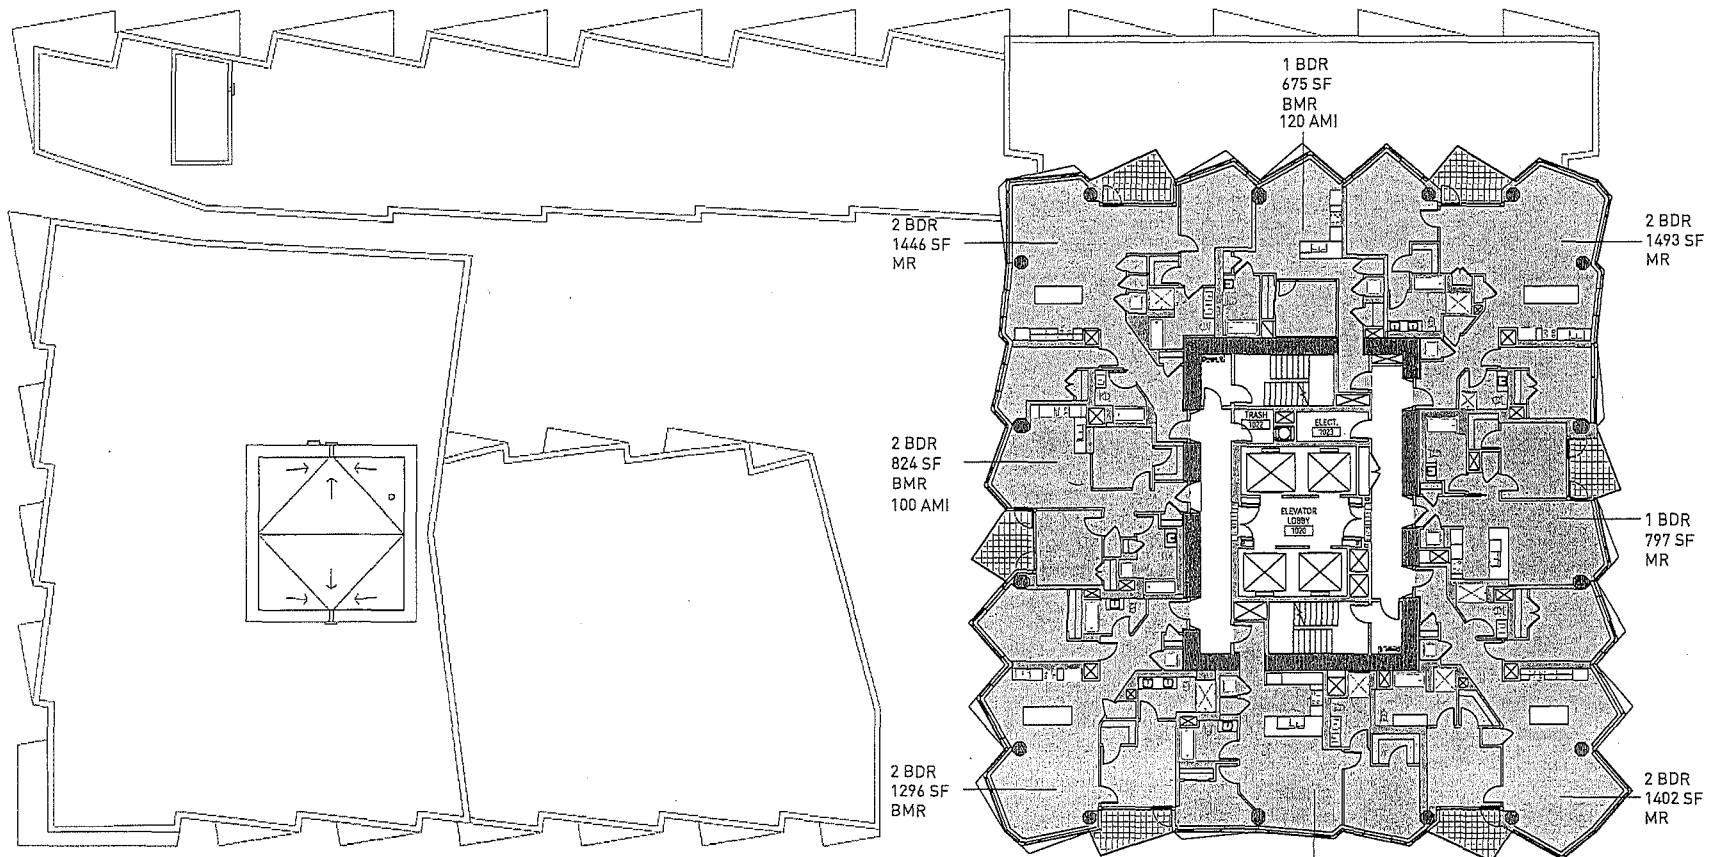 1 BDR
675 SF
BMR
120 AMI
2 BDR
1446 SF
MR
2 BDR
1493 SF
MR
TRASH
1022
ELECT.
1021
2 BDR
824 SF
BMR
100 AMI
ELEVATOR
LOBBY
1020
1 BDR
797 SF
MR
2 BDR
1296 SF
BMR
2 BDR
1402 SF
MR